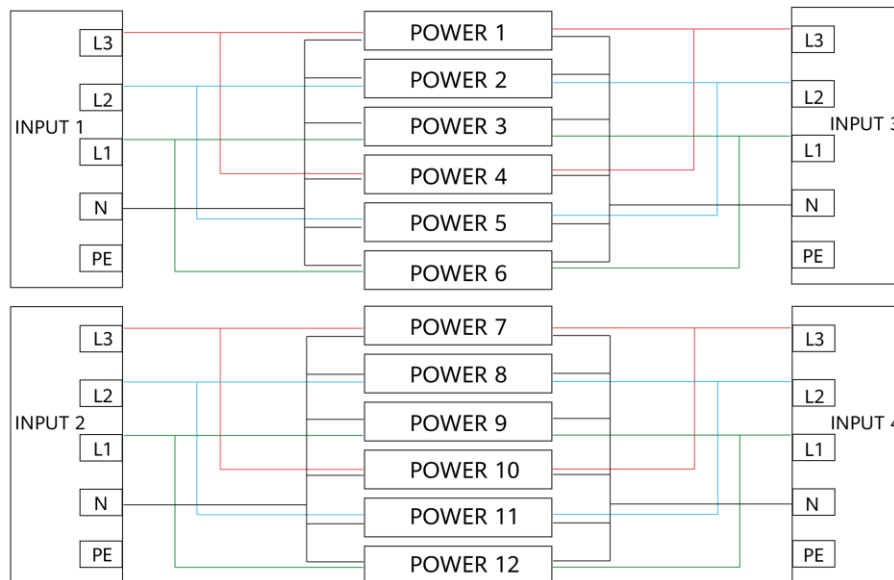 POWER 1
L3
L3
POWER 2
L2
L2
INPUT 1
POWER 3
INPUT 3
L1
L1
POWER 4
N
N
POWER 5
PE
PE
POWER 6
POWER 7
L3
L3
POWER 8
L2
L2
INPUT 2
POWER 9
INPUT 4
L1
L1
POWER 10
N
N
POWER 11
PE
PE
POWER 12